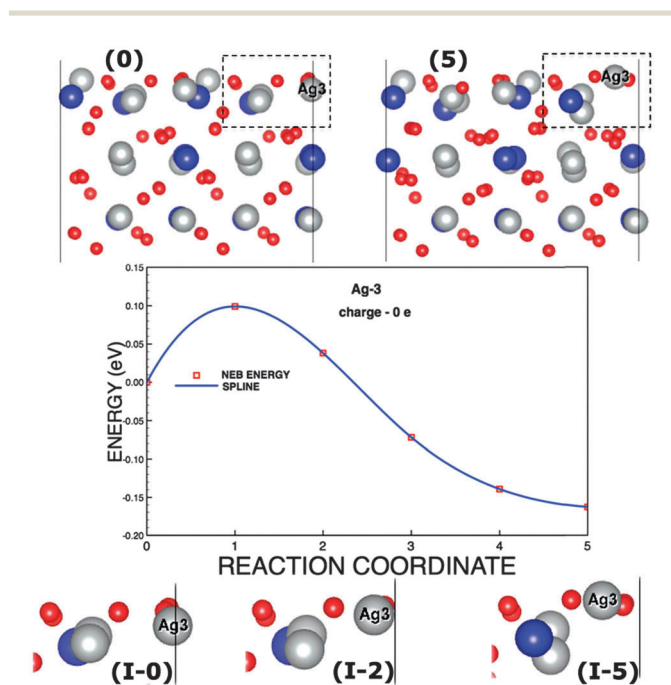 (0)
(5)
Ag3
Ag3
0.15
0.10
0.05
0.00
-0.05
-0.10
-0.15
-0.20
ENERGY (eV)
Ag-3
charge - 0 e
NEB ENERGY
SPLINE
0 1 2 3 4 5
REACTION COORDINATE
Ag3
Ag3
Ag3
(I-0)
(I-2)
(I-5)